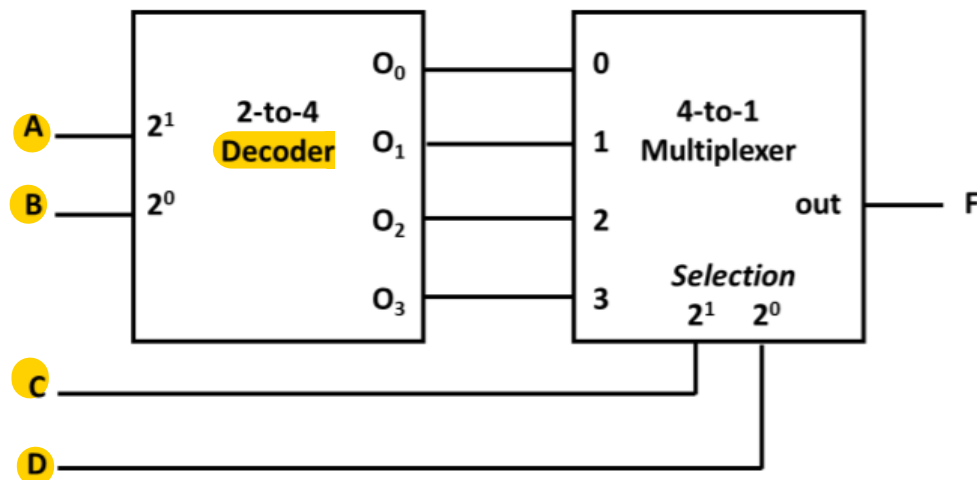 A
B
C
D
2¹
2⁰
2-to-4
Decoder
O₀
O₁
O₂
O₃
0
1
2
3
4-to-1
Multiplexer
out
Selection
2¹ 2⁰
F